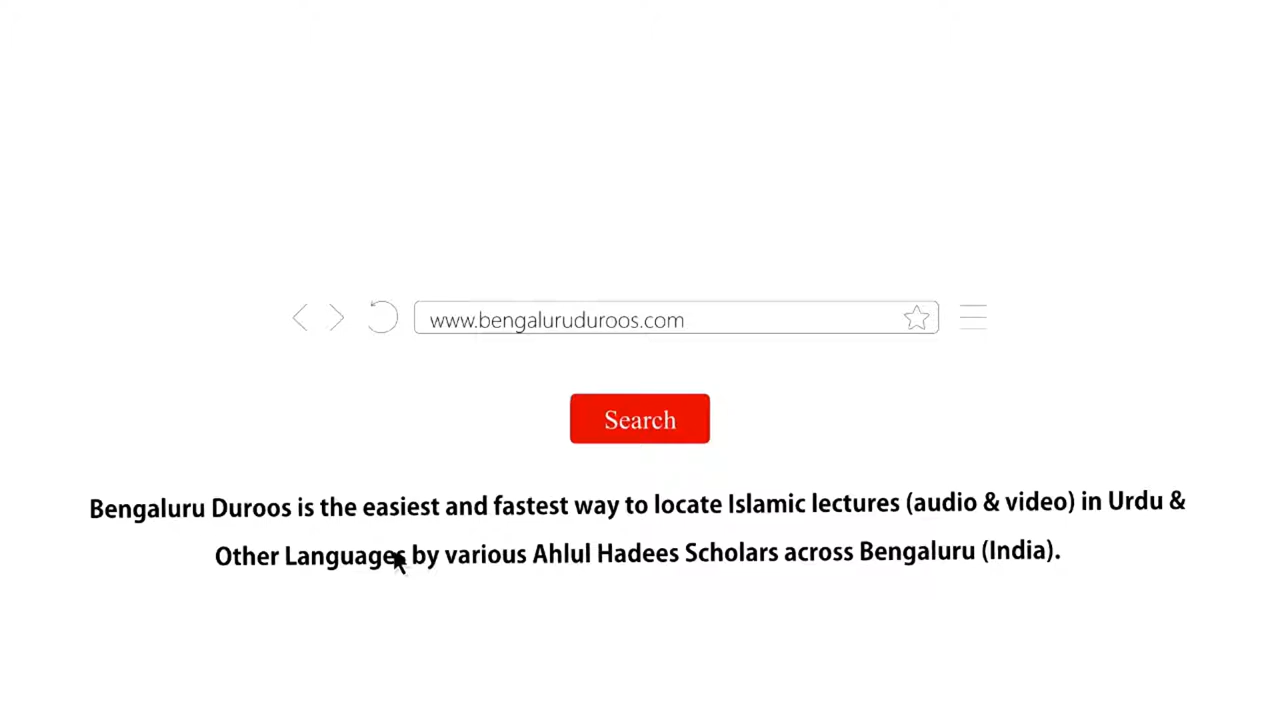 www.bengaluruduroos.com
Search
Bengaluru Duroos is the easiest and fastest way to locate Islamic lectures (audio & video) in Urdu &
Other Languages by various Ahlul Hadees Scholars across Bengaluru (India).